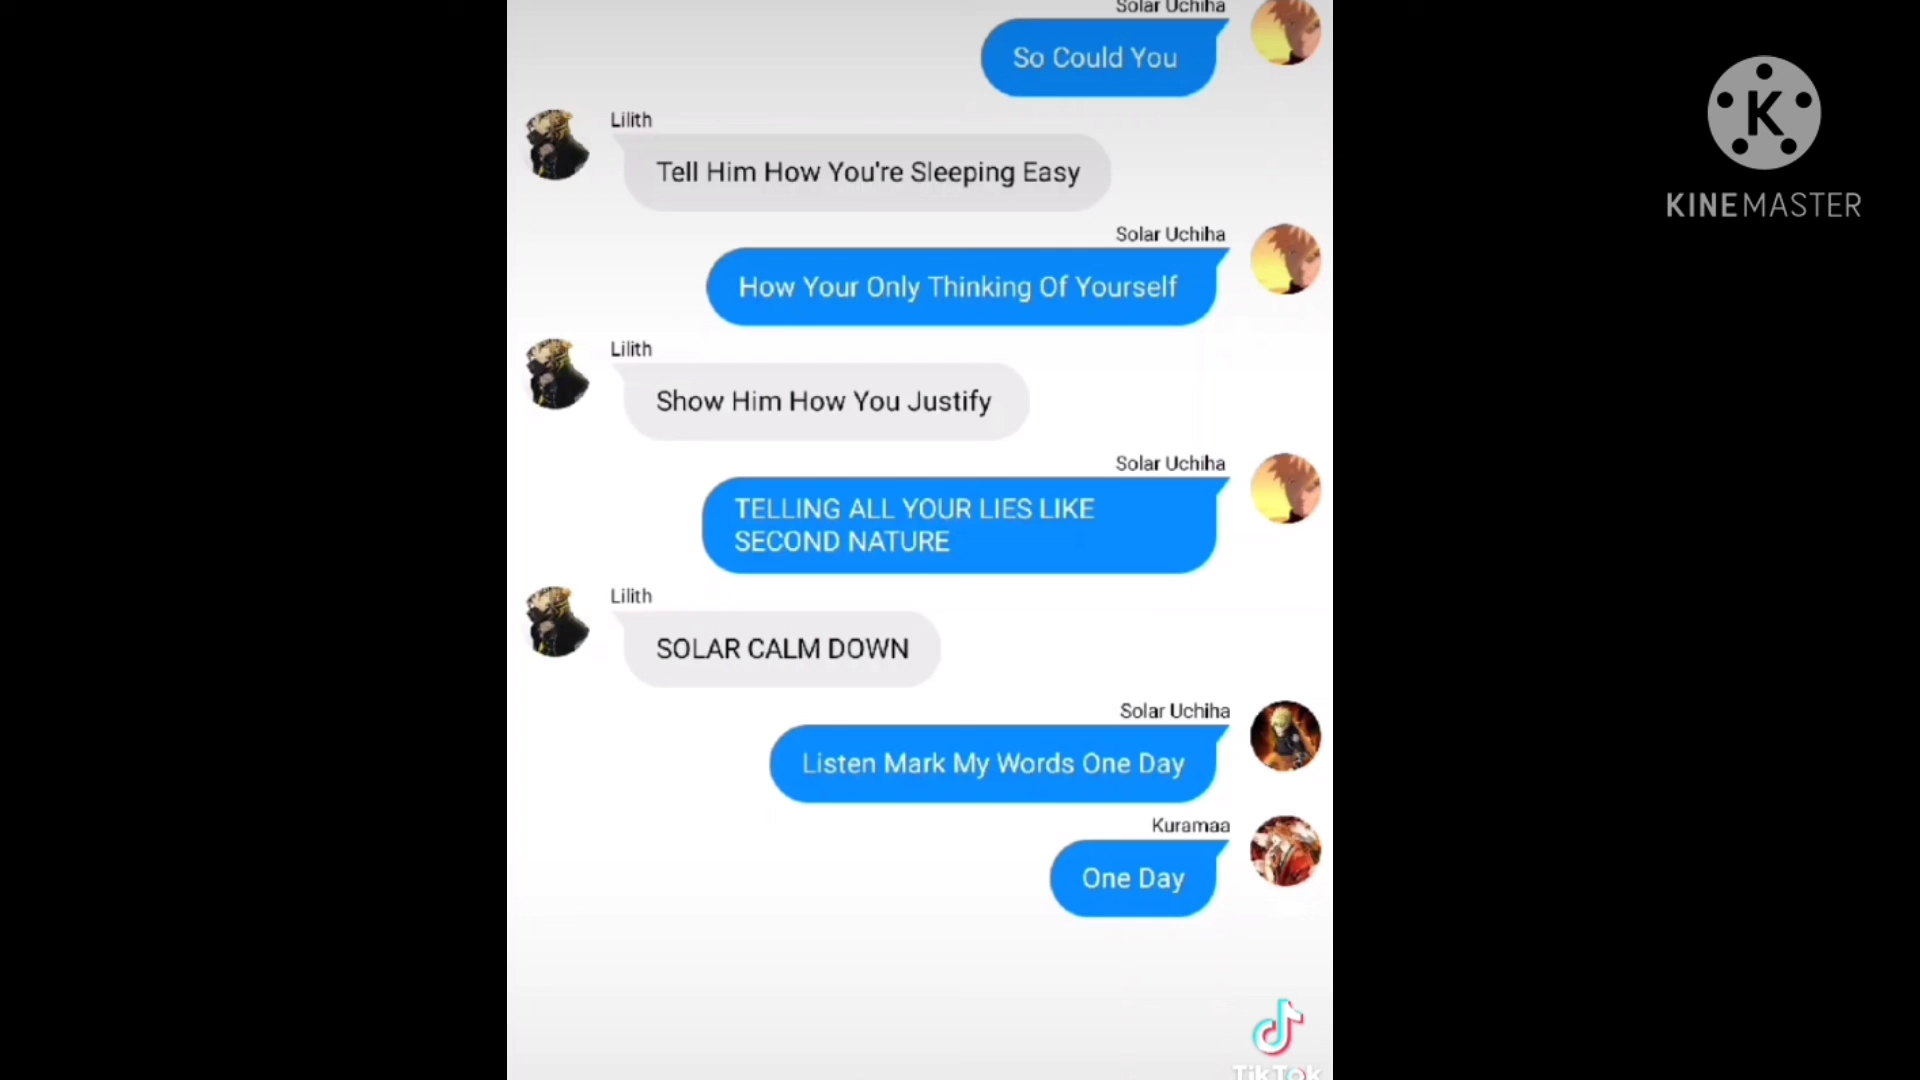 Solar Uchiha
So Could You
Lilith
Tell Him How You're Sleeping Easy
Solar Uchiha
How Your Only Thinking Of Yourself
Lilith
Show Him How You Justify
Solar Uchiha
TELLING ALL YOUR LIES LIKE
SECOND NATURE
Lilith
SOLAR CALM DOWN
Solar Uchiha
Listen Mark My Words One Day
Kuramaa
One Day
TikTok
K
KINEMASTER